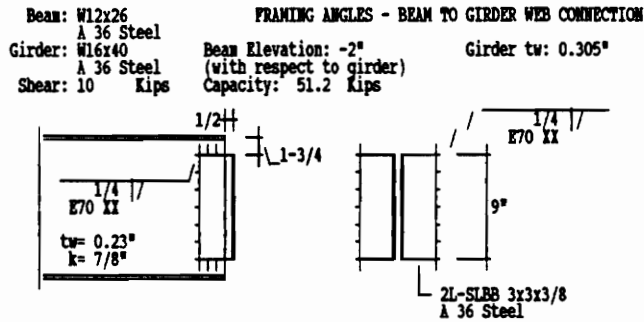 Beam: W12x26 FRAMING ANGLES - BEAM TO GIRDER WEB CONNECTION
A 36 Steel
Girder: W16x40 Beam Elevation: -2" Girder tw: 0.305"
A 36 Steel (with respect to girder)
Shear: 10 Kips Capacity: 51.2 Kips
1/2
1/4
E70 XX
1-3/4
1/4
E70 XX
9"
tw= 0.23"
k= 7/8"
2L-SLBB 3x3x3/8
A 36 Steel